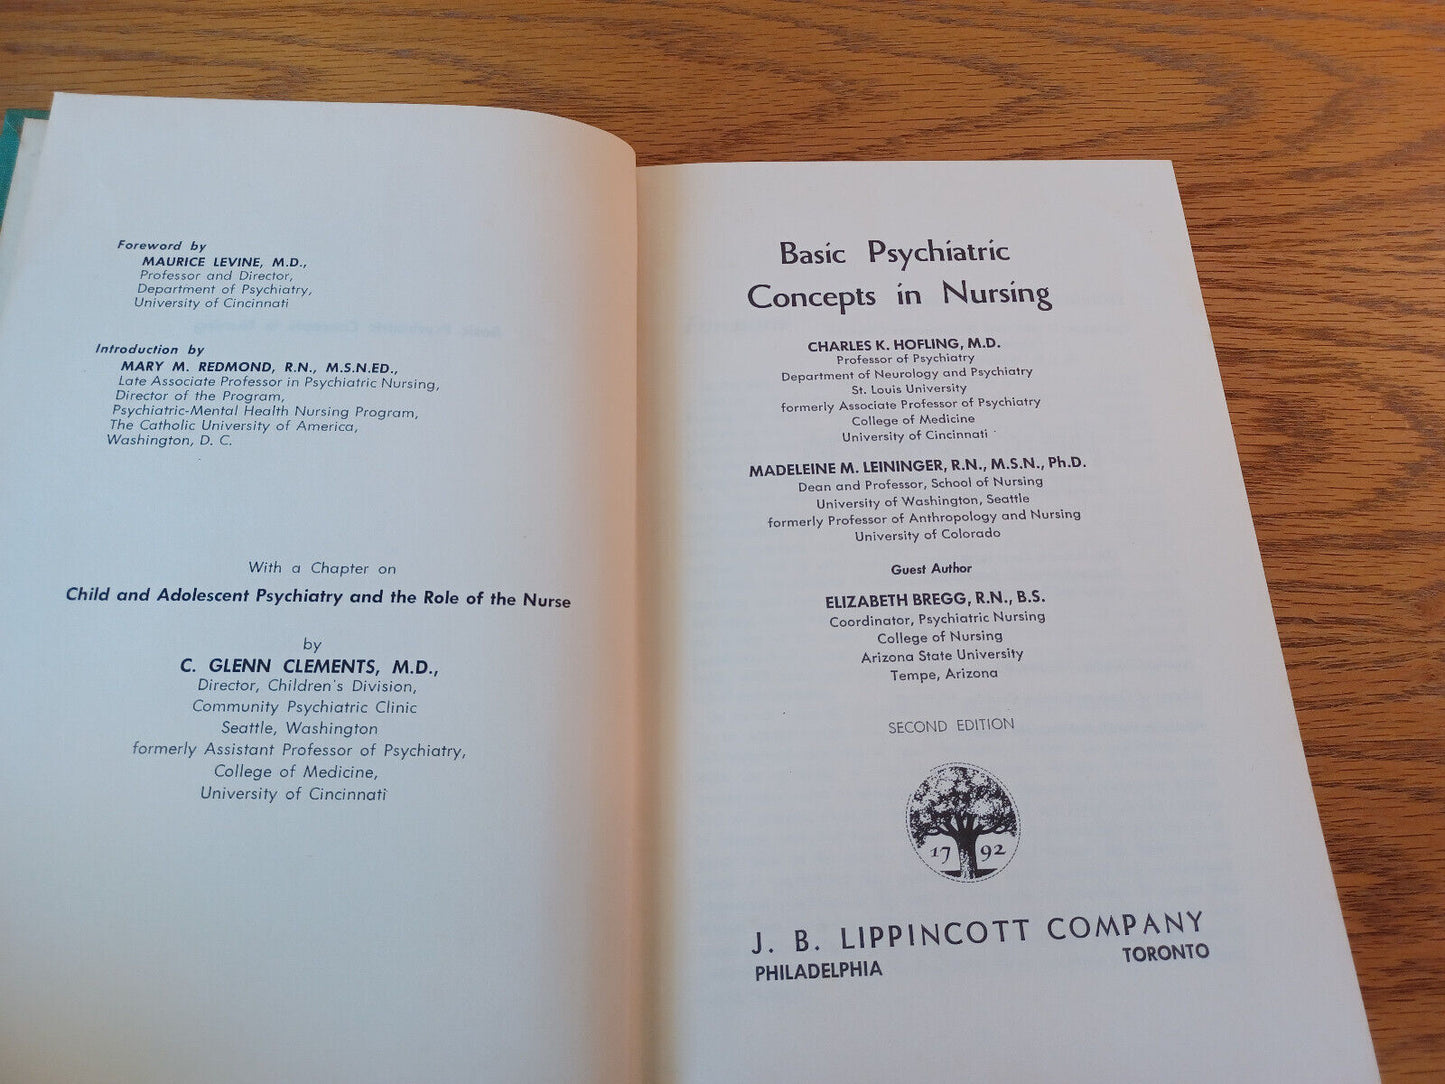 Foreword by
MAURICE LEVINE, M.D.,
Professor and Director,
Department of Psychiatry,
University of Cincinnati
Introduction by
MARY M. REDMOND, R.N., M.S.N.ED.,
Late Associate Professor in Psychiatric Nursing,
Director of the Program,
Psychiatric-Mental Health Nursing Program,
The Catholic University of America,
Washington, D. C.
With a Chapter on
Child and Adolescent Psychiatry and the Role of the Nurse
by
C. GLENN CLEMENTS, M.D.,
Director, Children's Division,
Community Psychiatric Clinic
Seattle, Washington
formerly Assistant Professor of Psychiatry,
College of Medicine,
University of Cincinnati
Basic Psychiatric
Concepts in Nursing
CHARLES K. HOFLING, M.D.
Professor of Psychiatry
Department of Neurology and Psychiatry
St. Louis University
formerly Associate Professor of Psychiatry
College of Medicine
University of Cincinnati
MADELEINE M. LEININGER, R.N., M.S.N., Ph.D.
Dean and Professor, School of Nursing
University of Washington, Seattle
formerly Professor of Anthropology and Nursing
University of Colorado
Guest Author
ELIZABETH BREGG, R.N., B.S.
Coordinator, Psychiatric Nursing
College of Nursing
Arizona State University
Tempe, Arizona
SECOND EDITION
1792
J. B. LIPPINCOTT COMPANY
PHILADELPHIA TORONTO